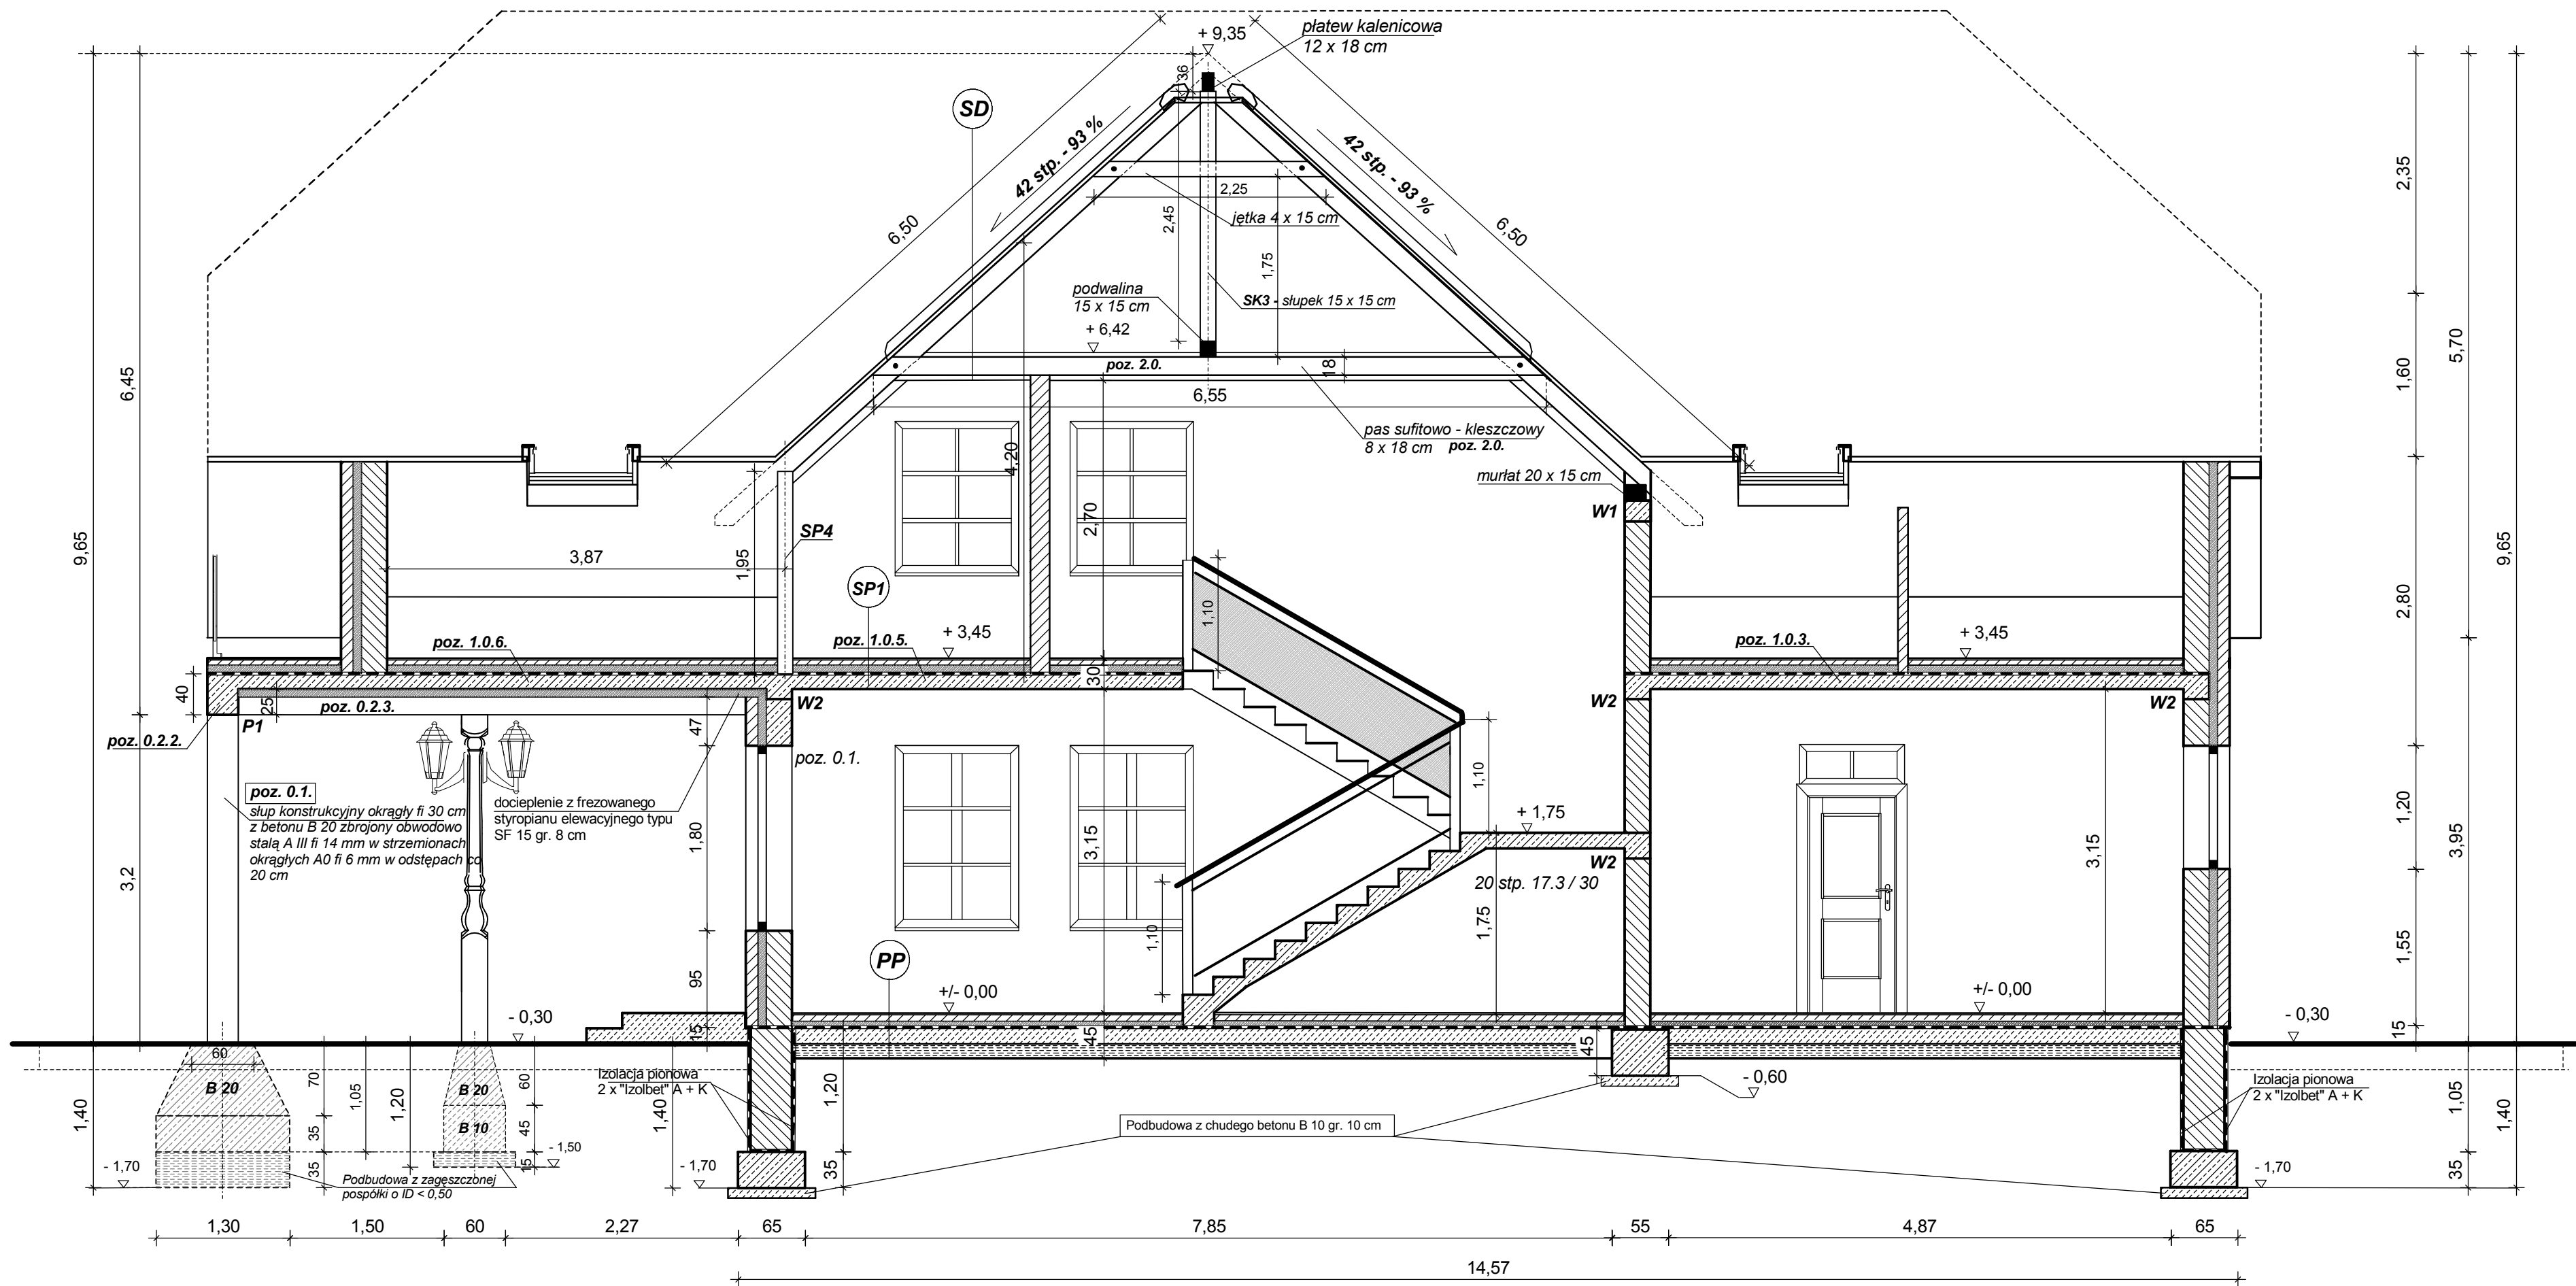 + 9,35
płatew kalenicowa
12 x 18 cm
36
SD
42 stp. - 93 %
42 stp. - 93 %
6,50
6,50
2,25
2,45
jętka 4 x 15 cm
1,75
podwalina
15 x 15 cm
SK3 - słupek 15 x 15 cm
+ 6,42
poz. 2.0.
18
6,55
pas sufitowo - kleszczowy
8 x 18 cm poz. 2.0.
murłat 20 x 15 cm
W1
4,20
2,70
SP4
3,87
1,95
SP1
1,10
poz. 1.0.6.
poz. 1.0.5.
+ 3,45
poz. 1.0.3.
+ 3,45
30
40
25
poz. 0.2.3.
P1
poz. 0.2.2.
W2
W2
W2
47
poz. 0.1.
poz. 0.1.
słup konstrukcyjny okrągły fi 30 cm
z betonu B 20 zbrojony obwodowo
stalą A III fi 14 mm w strzemionach
okrągłych A0 fi 6 mm w odstępach co
20 cm
docieplenie z frezowanego
styropianu elewacyjnego typu
SF 15 gr. 8 cm
1,80
3,15
1,10
+ 1,75
W2
20 stp. 17.3 / 30
1,75
3,15
1,10
95
PP
+/- 0,00
+/- 0,00
- 0,30
- 0,30
15
45
45
60
B 20
B 20
B 10
70
35
35
1,05
1,20
60
45
15
- 1,50
1,40
- 1,70
Podbudowa z zagęszczonej
pospółki o ID < 0,50
Izolacja pionowa
2 x "Izolbet" A + K
1,40
- 1,70
1,20
35
- 0,60
Podbudowa z chudego betonu B 10 gr. 10 cm
Izolacja pionowa
2 x "Izolbet" A + K
- 1,70
9,65
6,45
3,2
2,35
1,60
2,80
1,20
1,55
15
5,70
3,95
1,05
35
9,65
1,40
1,30
1,50
60
2,27
65
7,85
55
4,87
65
14,57